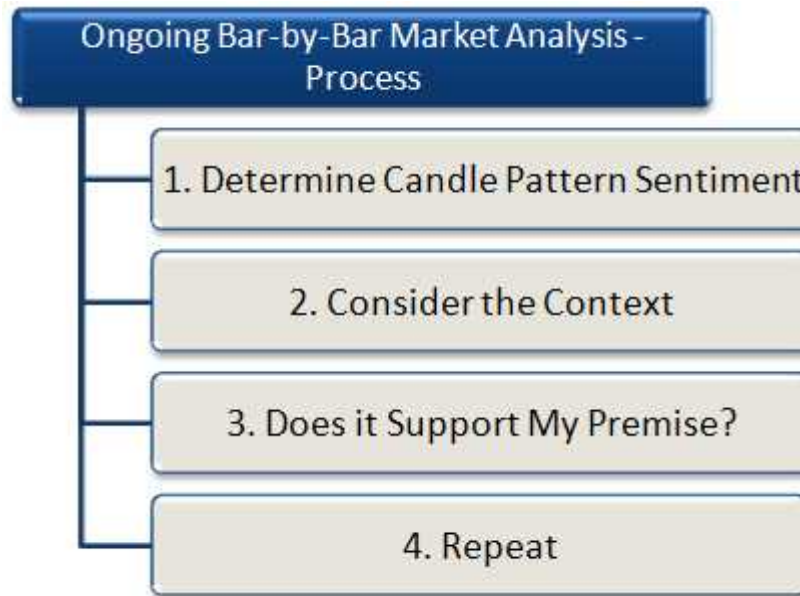 Ongoing Bar-by-Bar Market Analysis -
Process
1. Determine Candle Pattern Sentiment
2. Consider the Context
3. Does it Support My Premise?
4. Repeat